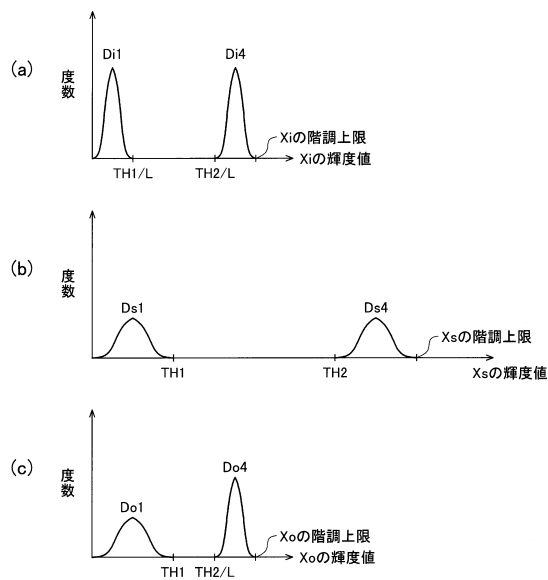 (a)
度数
Di1
Di4
Xiの階調上限
Xiの輝度値
TH1/L
TH2/L
(b)
度数
Ds1
Ds4
Xsの階調上限
TH1
TH2
Xsの輝度値
(c)
度数
Do1
Do4
Xoの階調上限
Xoの輝度値
TH1
TH2/L